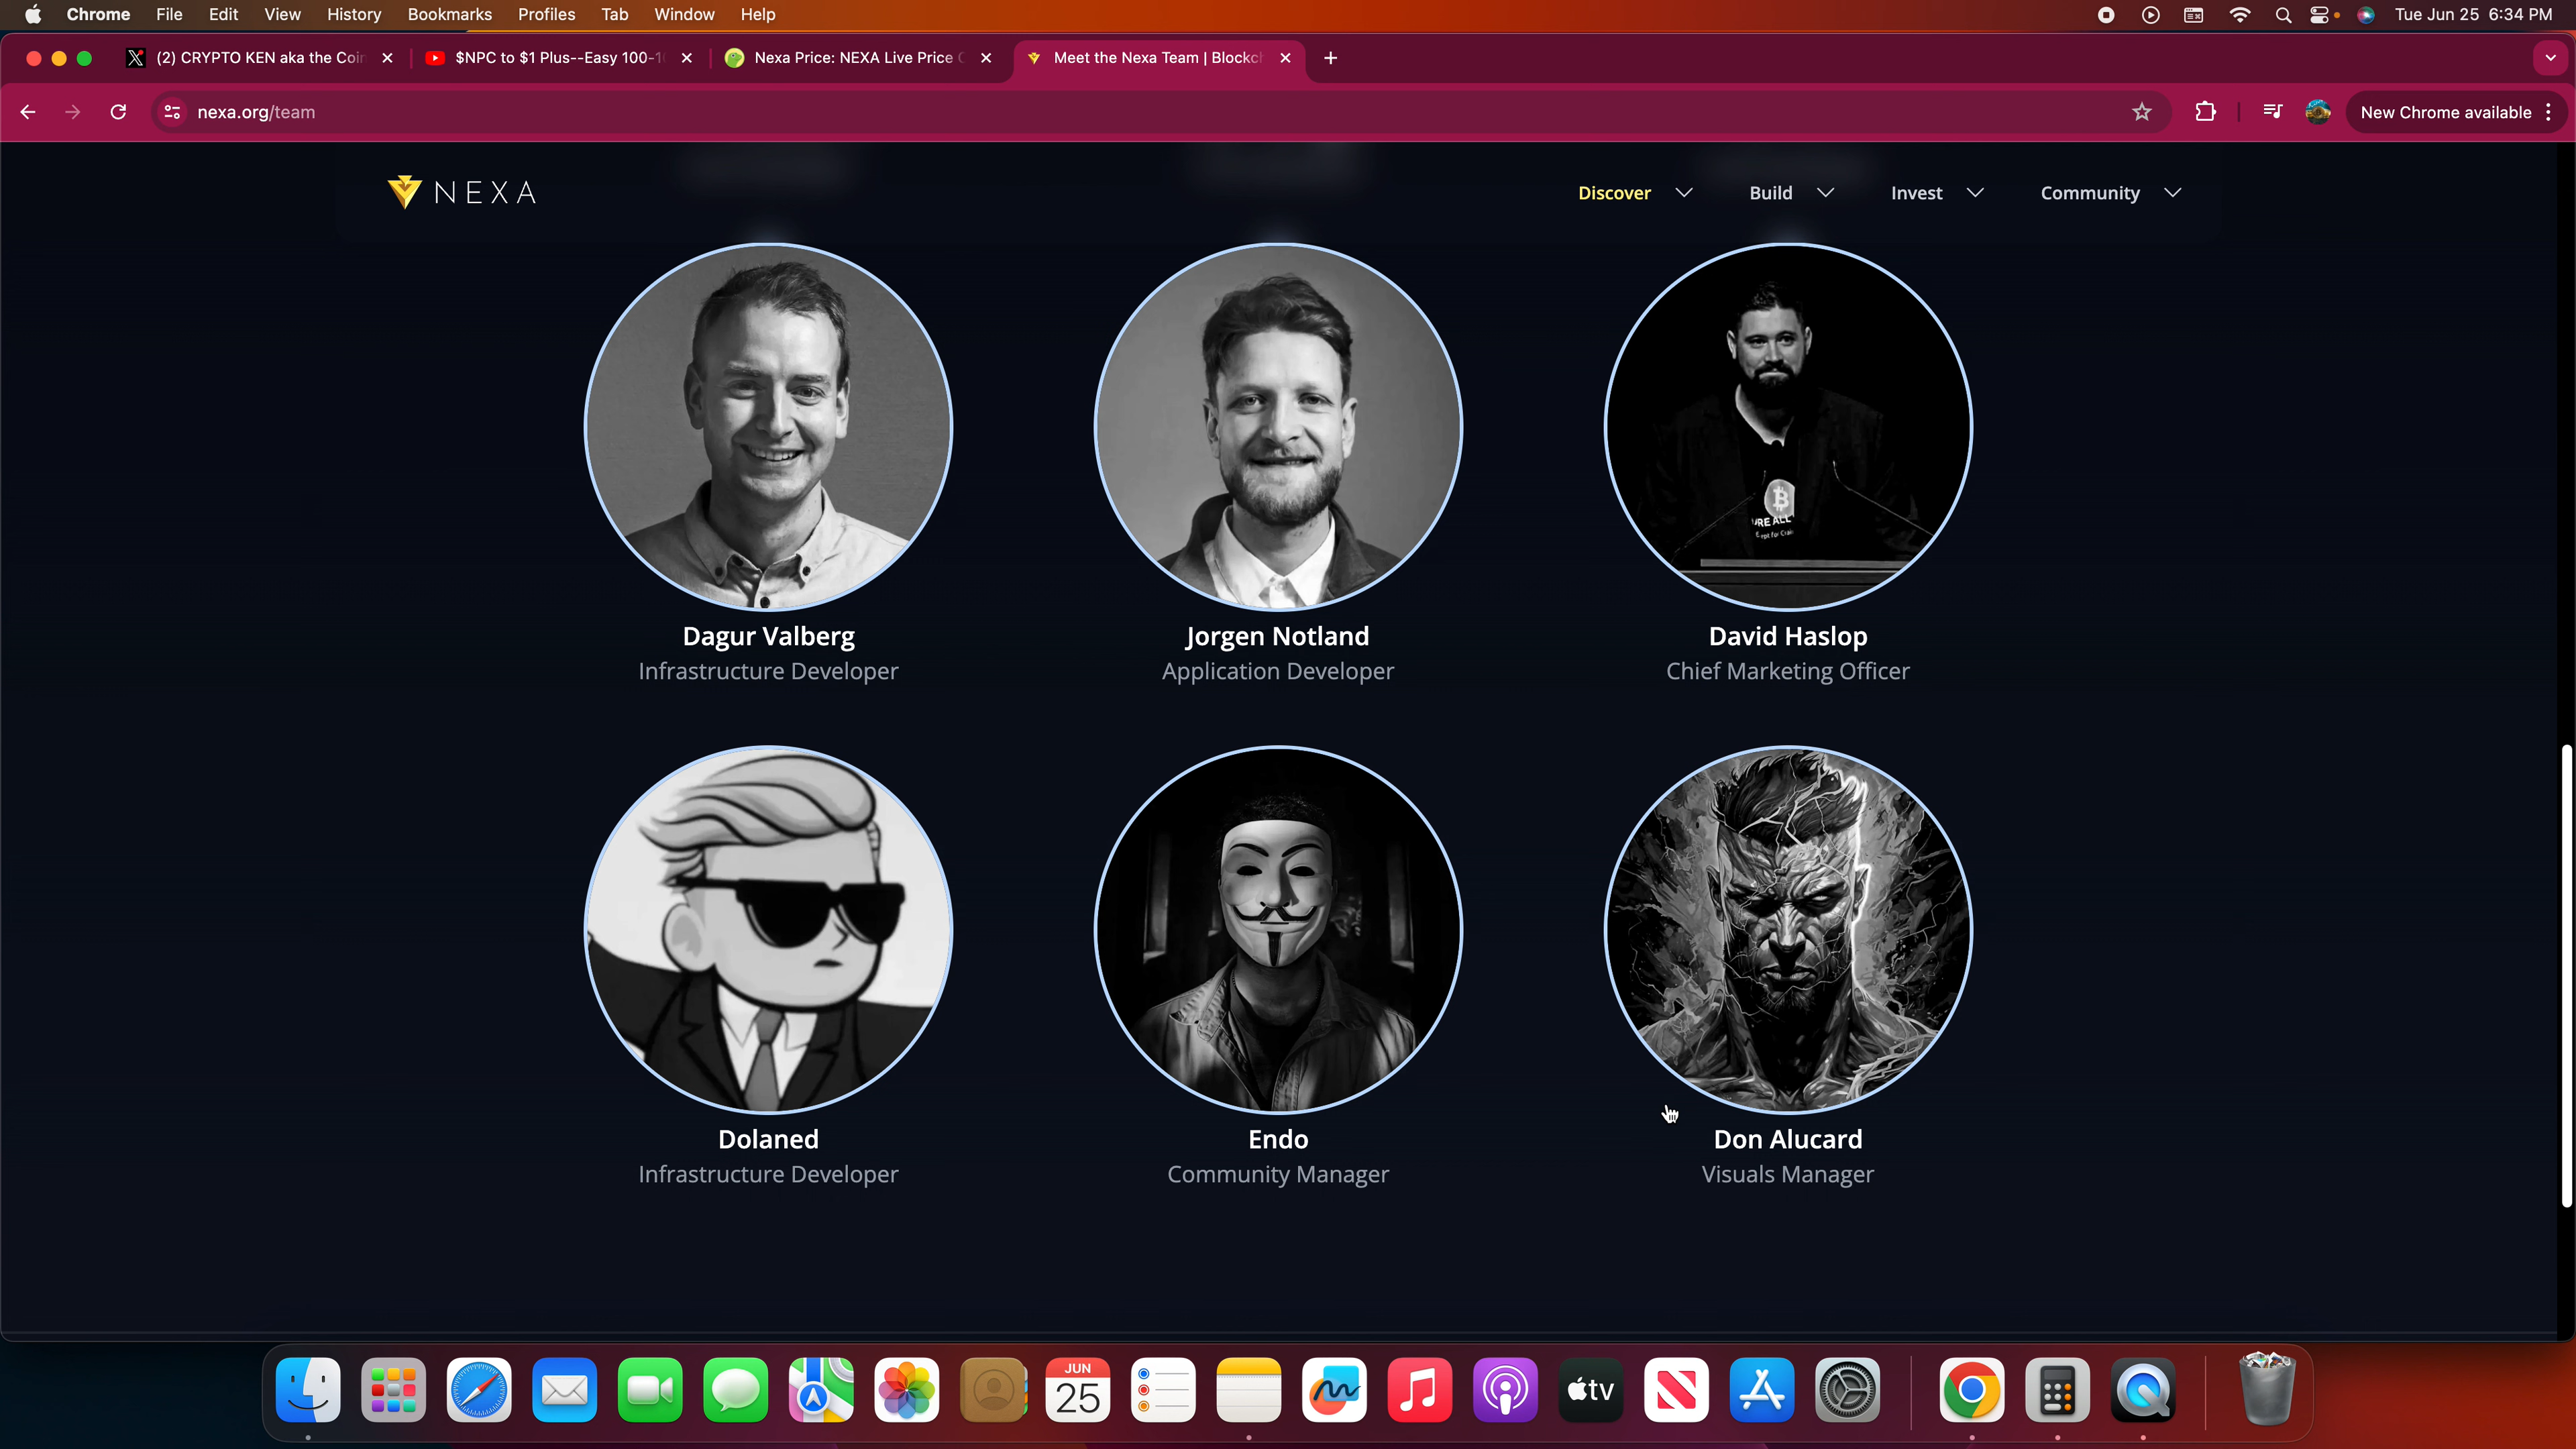 Chrome File Edit View History Bookmarks Profiles Tab Window Help Tue Jun 25 6:34 PM
(2) CRYPTO KEN aka the Coin $NPC to $1 Plus--Easy 100-10 Nexa Price: NEXA Live Price C Meet the Nexa Team | Blockch
nexa.org/team New Chrome available
NEXA Discover Build Invest Community
Dagur Valberg Jorgen Notland David Haslop
Infrastructure Developer Application Developer Chief Marketing Officer
Dolaned Endo Don Alucard
Infrastructure Developer Community Manager Visuals Manager
JUN
25
tv